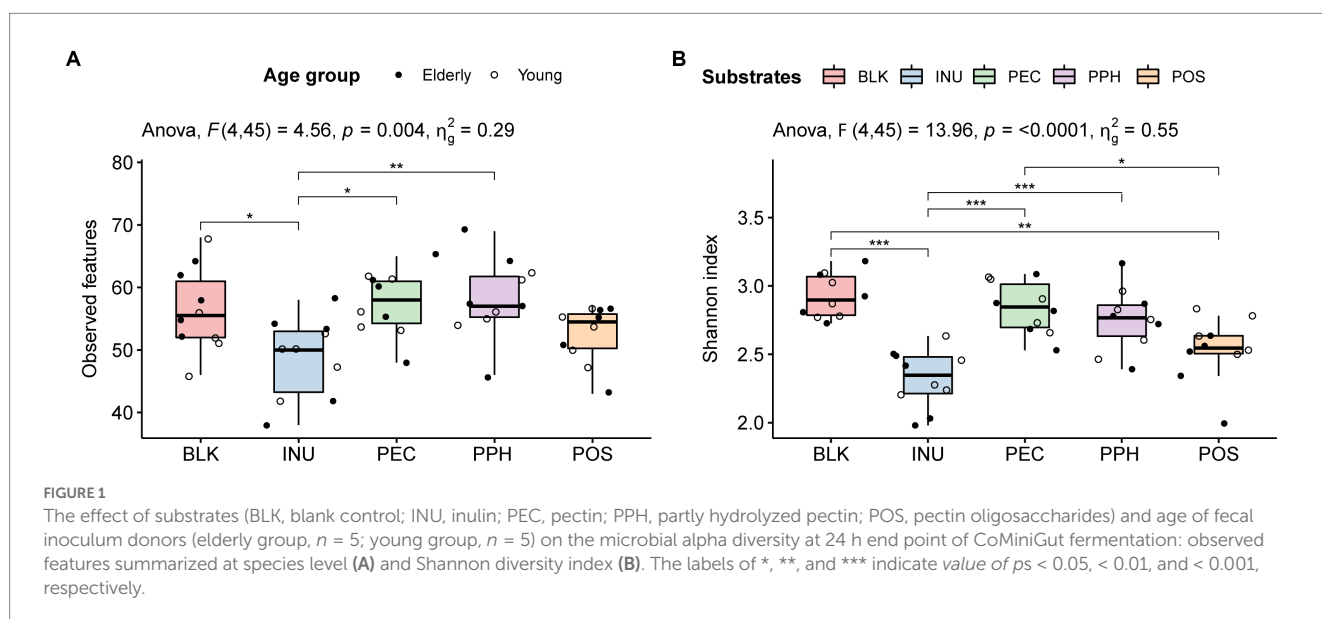 A
Age group Elderly Young
Anova, F(4,45) = 4.56, p = 0.004, η²g = 0.29
Observed features
80
70
60
50
40
**
*
*
BLK INU PEC PPH POS
B
Substrates BLK INU PEC PPH POS
Anova, F (4,45) = 13.96, p = <0.0001, η²g = 0.55
Shannon index
3.5
3.0
2.5
2.0
*
***
***
**
***
BLK INU PEC PPH POS
FIGURE 1
The effect of substrates (BLK, blank control; INU, inulin; PEC, pectin; PPH, partly hydrolyzed pectin; POS, pectin oligosaccharides) and age of fecal
inoculum donors (elderly group, n = 5; young group, n = 5) on the microbial alpha diversity at 24 h end point of CoMiniGut fermentation: observed
features summarized at species level (A) and Shannon diversity index (B). The labels of *, **, and *** indicate value of ps < 0.05, < 0.01, and < 0.001,
respectively.